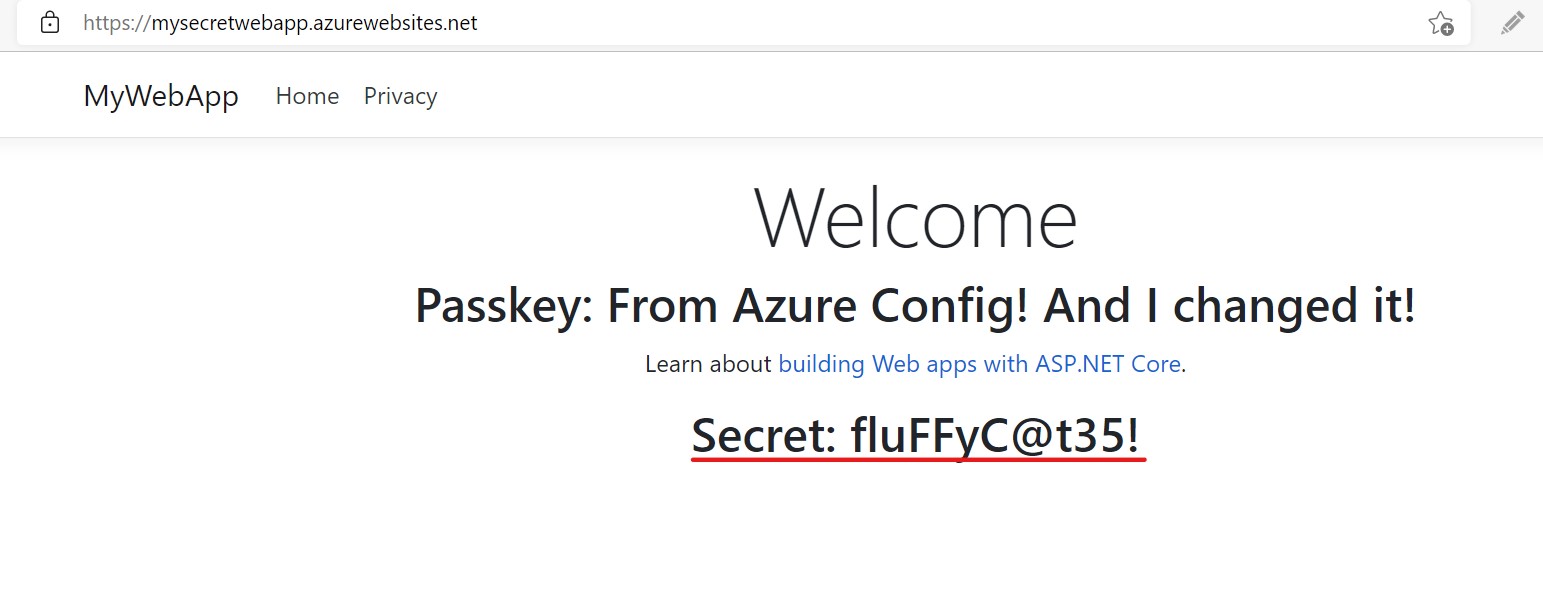 https://mysecretwebapp.azurewebsites.net
MyWebApp Home Privacy
Welcome
Passkey: From Azure Config! And I changed it!
Learn about building Web apps with ASP.NET Core.
Secret: fluFFyC@t35!